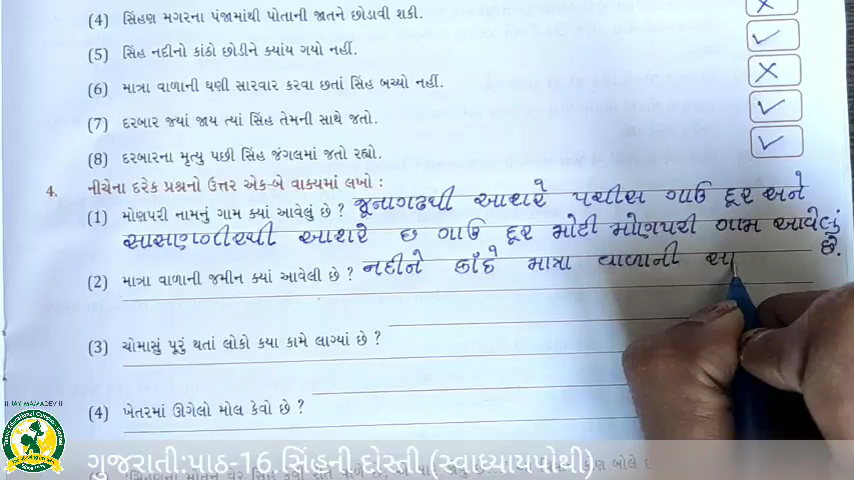 (4) સિંહણ મગરના પંજામાંથી પોતાની જાતને છોડાવી શકી.
(5) સિંહ નદીનો કાંઠો છોડીને ક્યાંય ગયો નહીં.
(6) માત્રા વાળાની ઘણી સારવાર કરવા છતાં સિંહ બચ્યો નહીં.
(7) દરબાર જ્યાં જાય ત્યાં સિંહ તેમની સાથે જતો.
(8) દરબારના મૃત્યુ પછી સિંહ જંગલમાં જતો રહ્યો.
4. નીચેના દરેક પ્રશ્નનો ઉત્તર એક-બે વાક્યમાં લખો :
(1) મોણપરી નામનું ગામ ક્યાં આવેલું છે ? જૂનાગઢથી આશરે પચીસ ગાઉ દૂર અને
સાસણગીરથી આશરે છ ગાઉ દૂર મોટી મોણપરી ગામ આવેલું છે.
(2) માત્રા વાળાની જમીન ક્યાં આવેલી છે ? નદીને કાંઠે માત્રા વાળાની સા
(3) ચોમાસું પૂરું થતાં લોકો કયા કામે લાગ્યાં છે ?
(4) ખેતરમાં ઊગેલો મોલ કેવો છે ?
ગુજરાતી:પાઠ-16.સિંહની દોસ્તી (સ્વાધ્યાયપોથી)